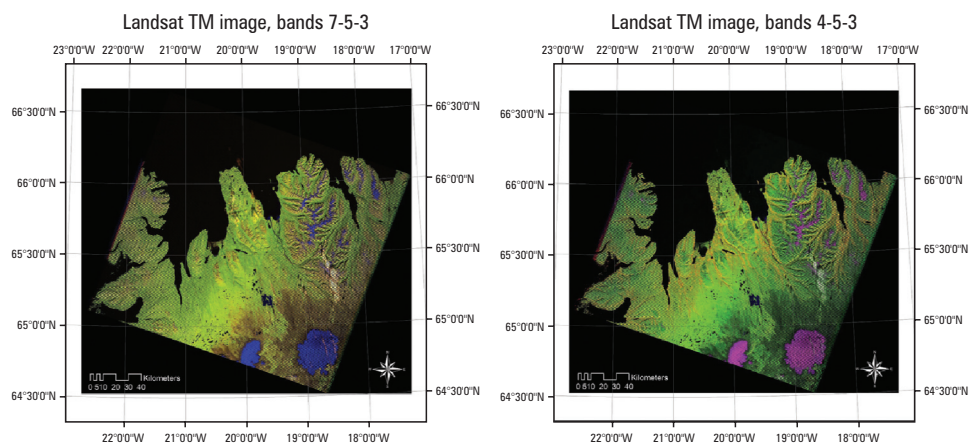 Landsat TM image, bands 7-5-3
23°0'0"W 22°0'0"W 21°0'0"W 20°0'0"W 19°0'0"W 18°0'0"W 17°0'0"W
66°30'0"N
66°0'0"N
65°30'0"N
65°0'0"N
64°30'0"N
66°30'0"N
66°0'0"N
65°30'0"N
65°0'0"N
64°30'0"N
0 510 20 30 40 Kilometers
22°0'0"W 21°0'0"W 20°0'0"W 19°0'0"W 18°0'0"W
Landsat TM image, bands 4-5-3
23°0'0"W 22°0'0"W 21°0'0"W 20°0'0"W 19°0'0"W 18°0'0"W 17°0'0"W
66°30'0"N
66°0'0"N
65°30'0"N
65°0'0"N
64°30'0"N
66°30'0"N
66°0'0"N
65°30'0"N
65°0'0"N
64°30'0"N
0 510 20 30 40 Kilometers
22°0'0"W 21°0'0"W 20°0'0"W 19°0'0"W 18°0'0"W